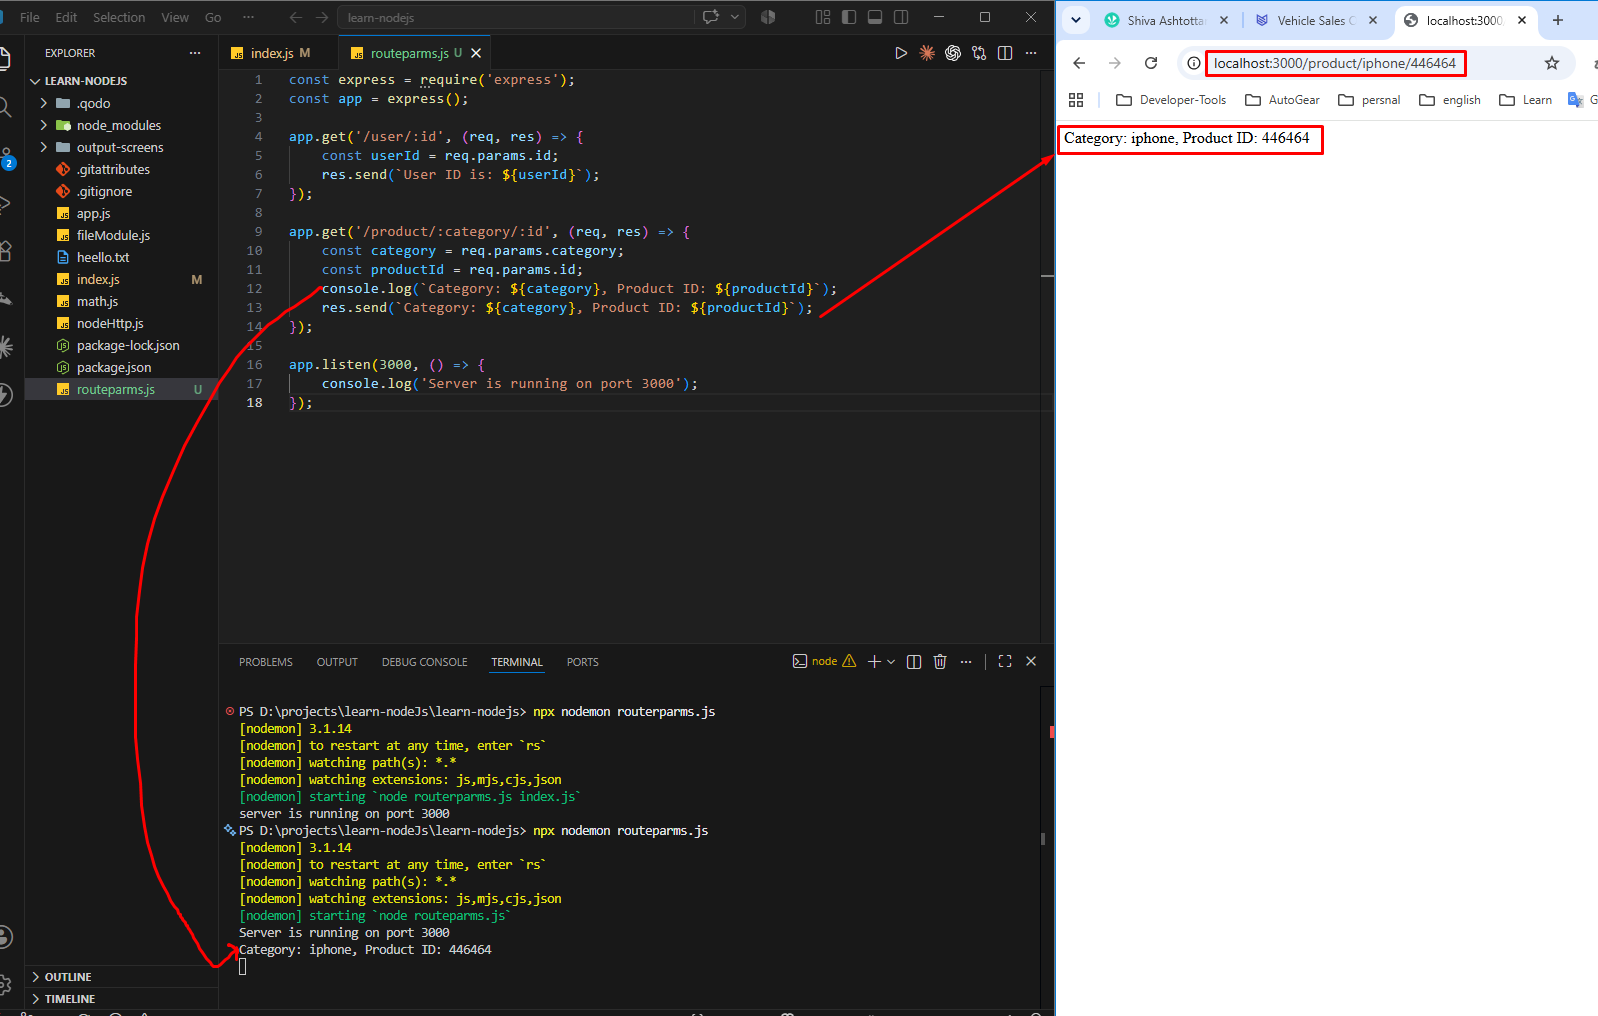 File Edit Selection View Go ··· learn-nodejs
EXPLORER ···
LEARN-NODEJS
.qodo
node_modules
output-screens
.gitattributes
.gitignore
app.js
fileModule.js
heello.txt
index.js M
math.js
nodeHttp.js
package-lock.json
package.json
routeparms.js U
OUTLINE
TIMELINE
2
index.js M routeparms.js U
1 const express = require('express');
2 const app = express();
3
4 app.get('/user/:id', (req, res) => {
5 const userId = req.params.id;
6 res.send(`User ID is: ${userId}`);
7 });
8
9 app.get('/product/:category/:id', (req, res) => {
10 const category = req.params.category;
11 const productId = req.params.id;
12 console.log(`Category: ${category}, Product ID: ${productId}`);
13 res.send(`Category: ${category}, Product ID: ${productId}`);
14 });
15
16 app.listen(3000, () => {
17 console.log('Server is running on port 3000');
18 });
PROBLEMS OUTPUT DEBUG CONSOLE TERMINAL PORTS node
PS D:\projects\learn-nodeJs\learn-nodejs> npx nodemon routerparms.js
[nodemon] 3.1.14
[nodemon] to restart at any time, enter `rs`
[nodemon] watching path(s): *.*
[nodemon] watching extensions: js,mjs,cjs,json
[nodemon] starting `node routerparms.js index.js`
server is running on port 3000
PS D:\projects\learn-nodeJs\learn-nodejs> npx nodemon routeparms.js
[nodemon] 3.1.14
[nodemon] to restart at any time, enter `rs`
[nodemon] watching path(s): *.*
[nodemon] watching extensions: js,mjs,cjs,json
[nodemon] starting `node routeparms.js`
Server is running on port 3000
Category: iphone, Product ID: 446464
Shiva Ashtotta Vehicle Sales localhost:3000
localhost:3000/product/iphone/446464
Developer-Tools AutoGear persnal english Learn G
Category: iphone, Product ID: 446464